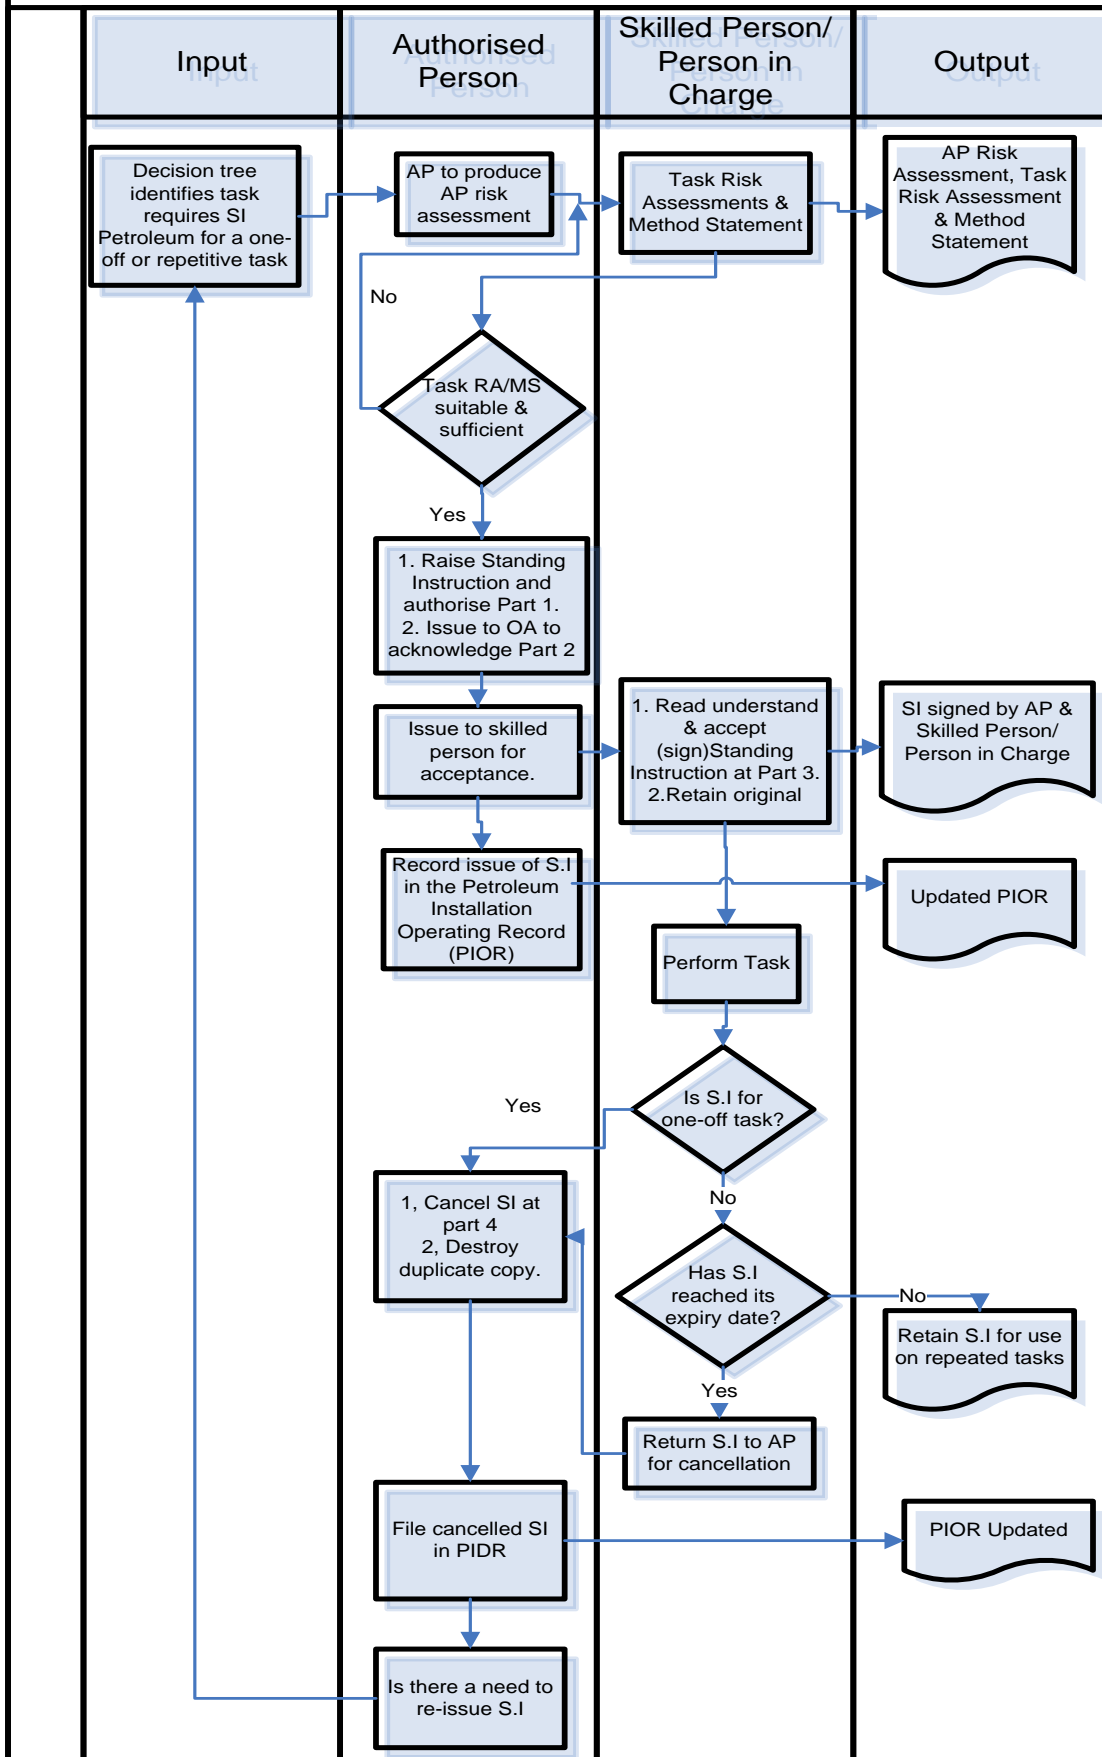 Input
Authorised
Person
Skilled Person/
Person in
Charge
Output
Decision tree
identifies task
requires SI
Petroleum for a one-
off or repetitive task
AP to produce
AP risk
assessment
Task Risk
Assessments &
Method Statement
AP Risk
Assessment, Task
Risk Assessment
& Method
Statement
No
Task RA/MS
suitable &
sufficient
Yes
1. Raise Standing
Instruction and
authorise Part 1.
2. Issue to OA to
acknowledge Part 2
Issue to skilled
person for
acceptance.
1. Read understand
& accept
(sign)Standing
Instruction at Part 3.
2.Retain original
SI signed by AP &
Skilled Person/
Person in Charge
Record issue of S.I
in the Petroleum
Installation
Operating Record
(PIOR)
Updated PIOR
Perform Task
Is S.I for
one-off task?
Yes
No
1, Cancel SI at
part 4
2, Destroy
duplicate copy.
Has S.I
reached its
expiry date?
No
Retain S.I for use
on repeated tasks
Yes
Return S.I to AP
for cancellation
File cancelled SI
in PIDR
PIOR Updated
Is there a need to
re-issue S.I